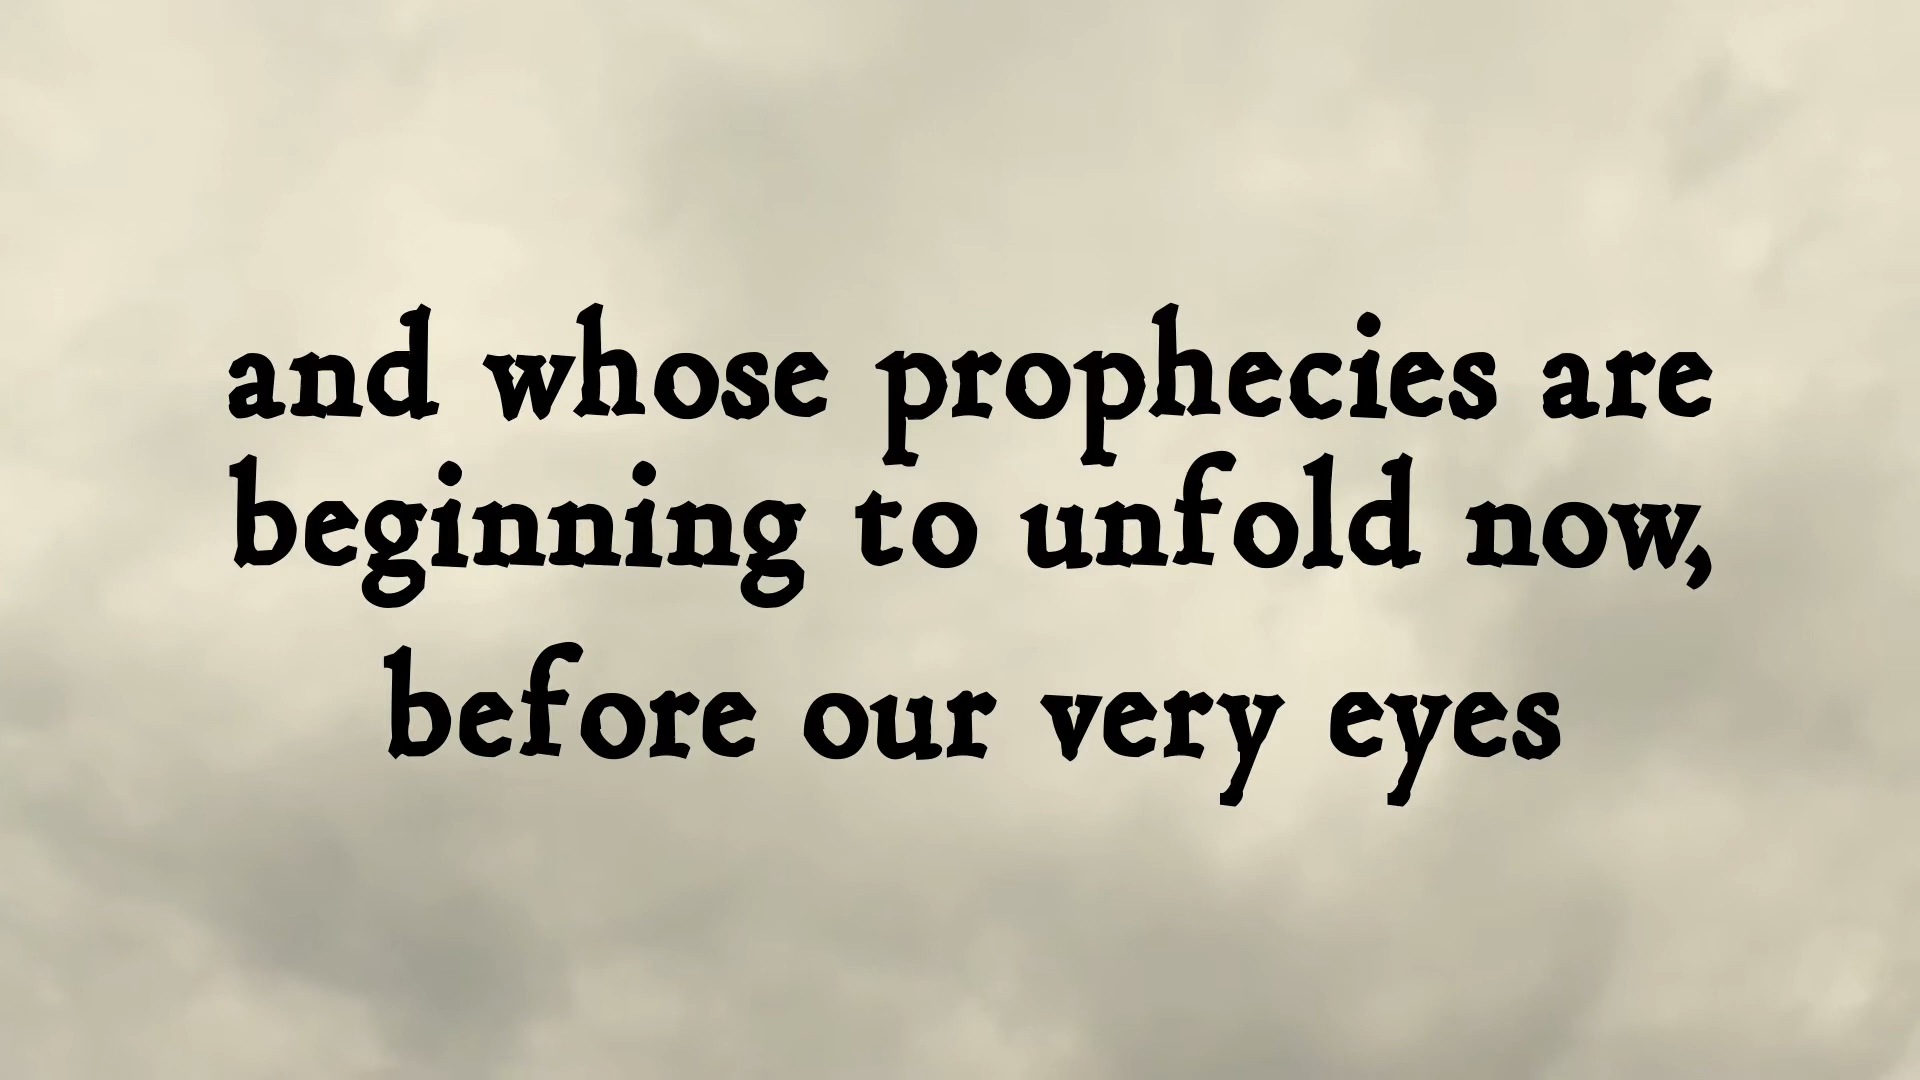 and whose prophecies are
beginning to unfold now,
before our very eyes